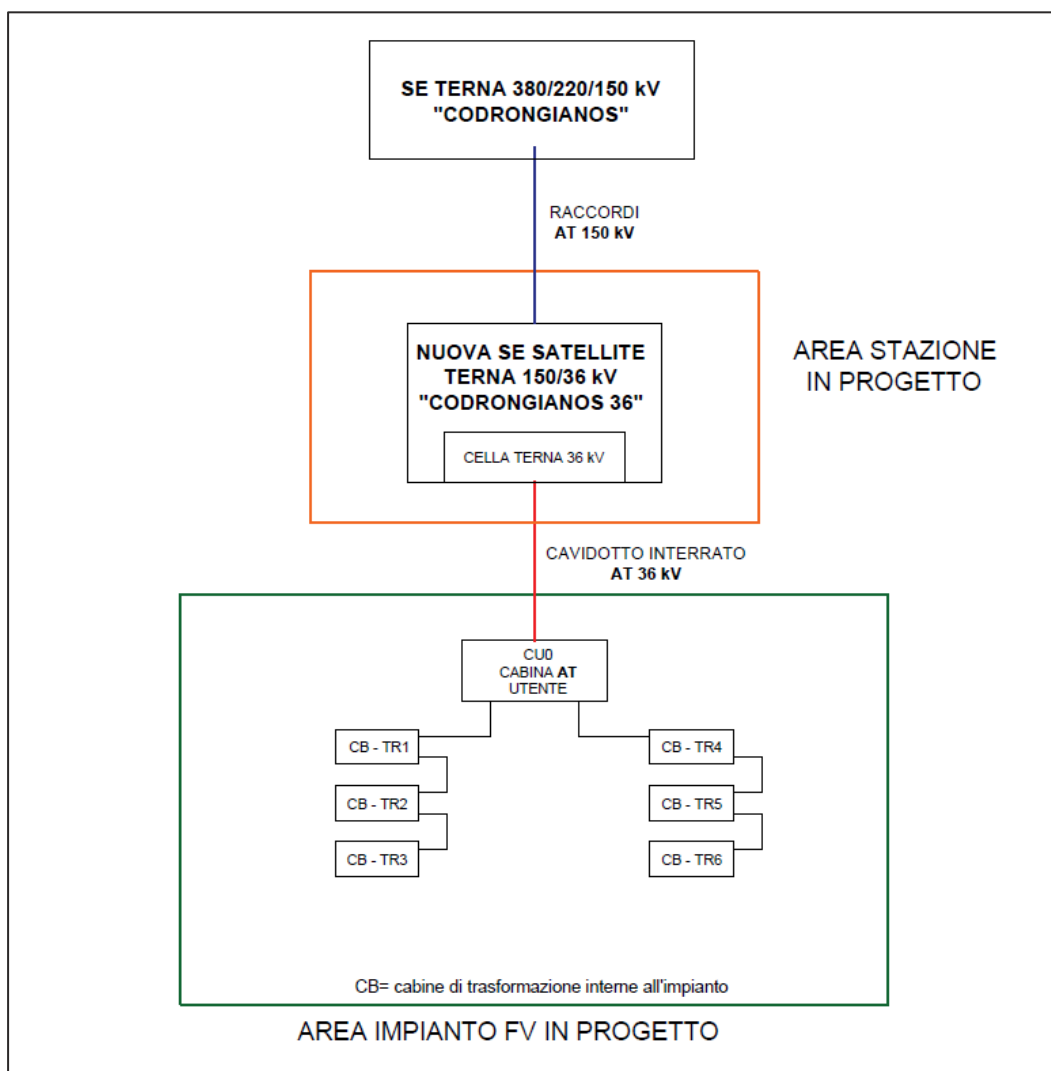 SE TERNA 380/220/150 kV
"CODRONGIANOS"
RACCORDI
AT 150 kV
NUOVA SE SATELLITE
TERNA 150/36 kV
"CODRONGIANOS 36"
CELLA TERNA 36 kV
AREA STAZIONE
IN PROGETTO
CAVIDOTTO INTERRATO
AT 36 kV
CU0
CABINA AT
UTENTE
CB - TR1
CB - TR2
CB - TR3
CB - TR4
CB - TR5
CB - TR6
CB= cabine di trasformazione interne all'impianto
AREA IMPIANTO FV IN PROGETTO